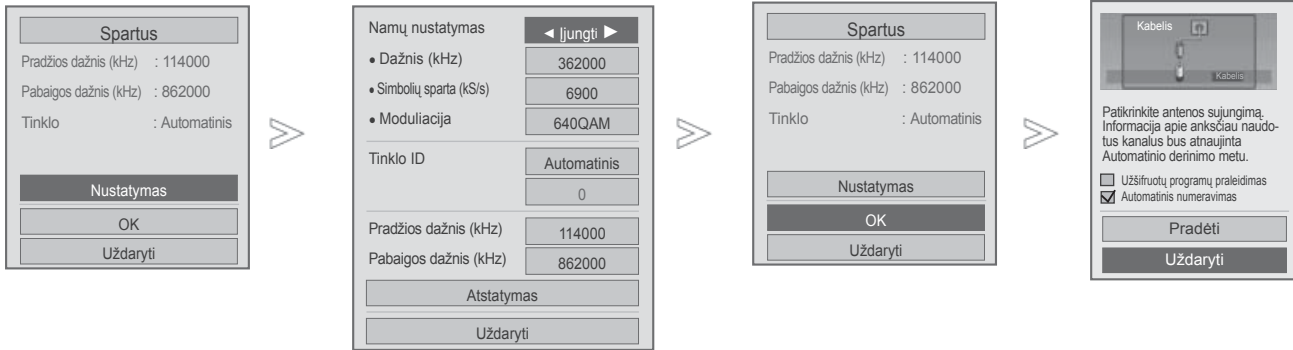 Spartus
Pradžios dažnis (kHz) : 114000
Pabaigos dažnis (kHz) : 862000
Tinklo : Automatinis
Nustatymas
OK
Uždaryti
Namų nustatymas ◄ Įjungti ►
• Dažnis (kHz) 362000
• Simbolių sparta (kS/s) 6900
• Moduliacija 640QAM
Tinklo ID Automatinis
0
Pradžios dažnis (kHz) 114000
Pabaigos dažnis (kHz) 862000
Atstatymas
Uždaryti
Spartus
Pradžios dažnis (kHz) : 114000
Pabaigos dažnis (kHz) : 862000
Tinklo : Automatinis
Nustatymas
OK
Uždaryti
Kabelis
Kabelis
Patikrinkite antenos sujungimą.
Informacija apie anksčiau naudo-
tus kanalus bus atnaujinta
Automatinio derinimo metu.
Užšifruotų programų praleidimas
Automatinis numeravimas
Pradėti
Uždaryti